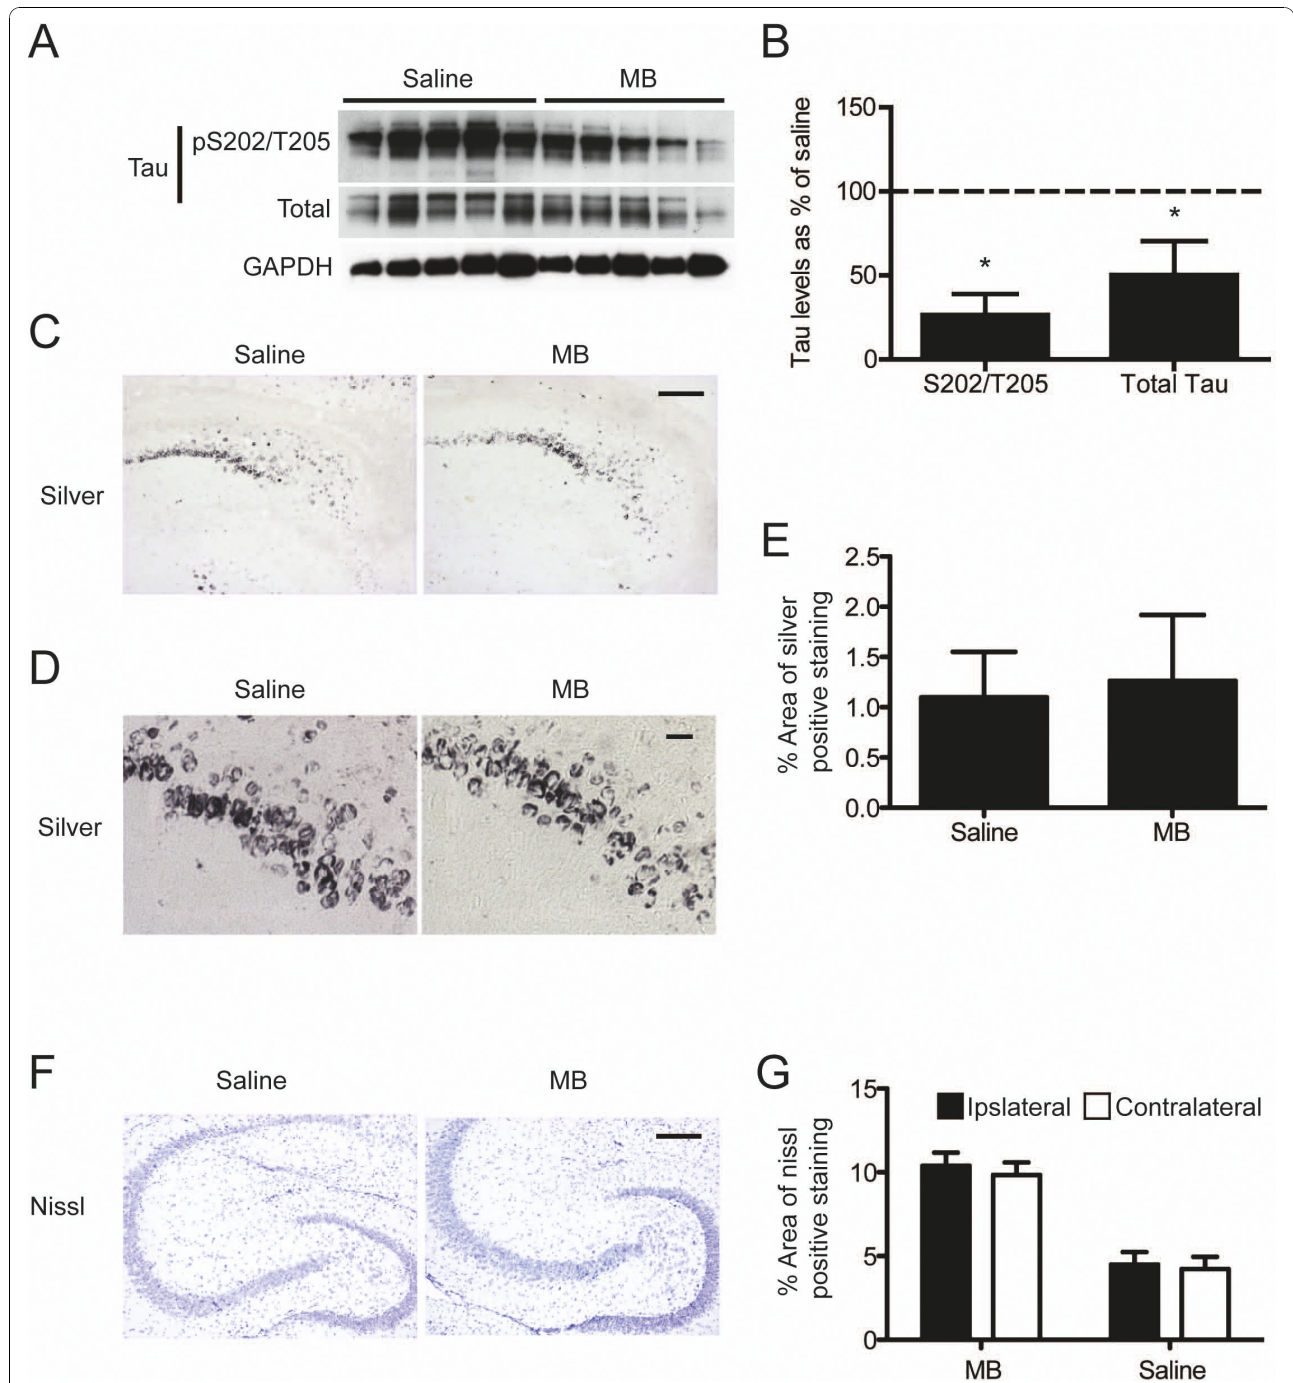 A
Saline MB
Tau
pS202/T205
Total
GAPDH
B
Tau levels as % of saline
150
100
50
0
*
*
S202/T205 Total Tau
C
Saline MB
Silver
D
Saline MB
Silver
E
% Area of silver
positive staining
2.5
2.0
1.5
1.0
0.5
0.0
Saline MB
F
Saline MB
Nissl
G
% Area of nissl
positive staining
15
10
5
0
Ipslateral Contralateral
MB Saline